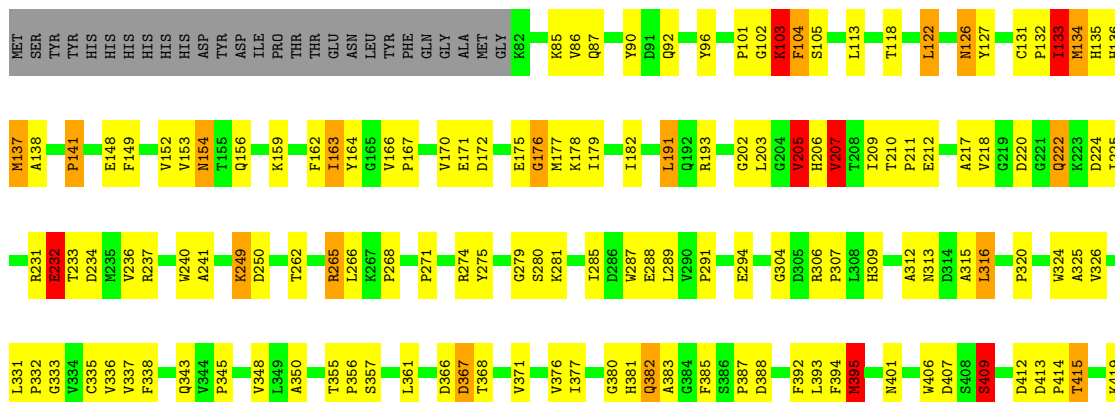 MET SER TYR TYR HIS HIS HIS HIS HIS HIS ASP TYR ASP ILE PRO THR THR GLU ASN LEU TYR PHE GLN GLY ALA MET GLY K82 K85 V86 Q87 Y90 D91 Q92 Y96 P101 G102 K103 F104 S105 L113 T118 L122 N126 Y127 C131 P132 I133 M134 H135
M137 A138 P141 E148 F149 V152 V153 N154 T155 Q156 K159 F162 I163 Y164 G165 V166 P167 V170 E171 D172 E175 G176 M177 K178 I179 I182 L191 Q192 R193 G202 L203 G204 V205 H206 V207 T208 I209 T210 P211 E212 A217 V218 G219 D220 G221 Q222 K223 D224
R231 E232 T233 D234 M235 V236 R237 W240 A241 K249 D250 T262 R265 L266 K267 P268 P271 R274 Y275 G279 S280 K281 I285 D286 W287 E288 L289 V290 P291 E294 G304 D305 R306 P307 L308 H309 A312 N313 D314 A315 L316 P320 W324 A325 V326
L331 P332 G333 V334 C335 V336 V337 F338 Q343 V344 P345 V348 L349 A350 T355 P356 S357 L361 D366 D367 T368 V371 V376 I377 G380 H381 Q382 A383 G384 F385 S386 P387 D388 F392 L393 F394 M395 N401 W406 D407 S408 S409 D412 D413 P414 T415